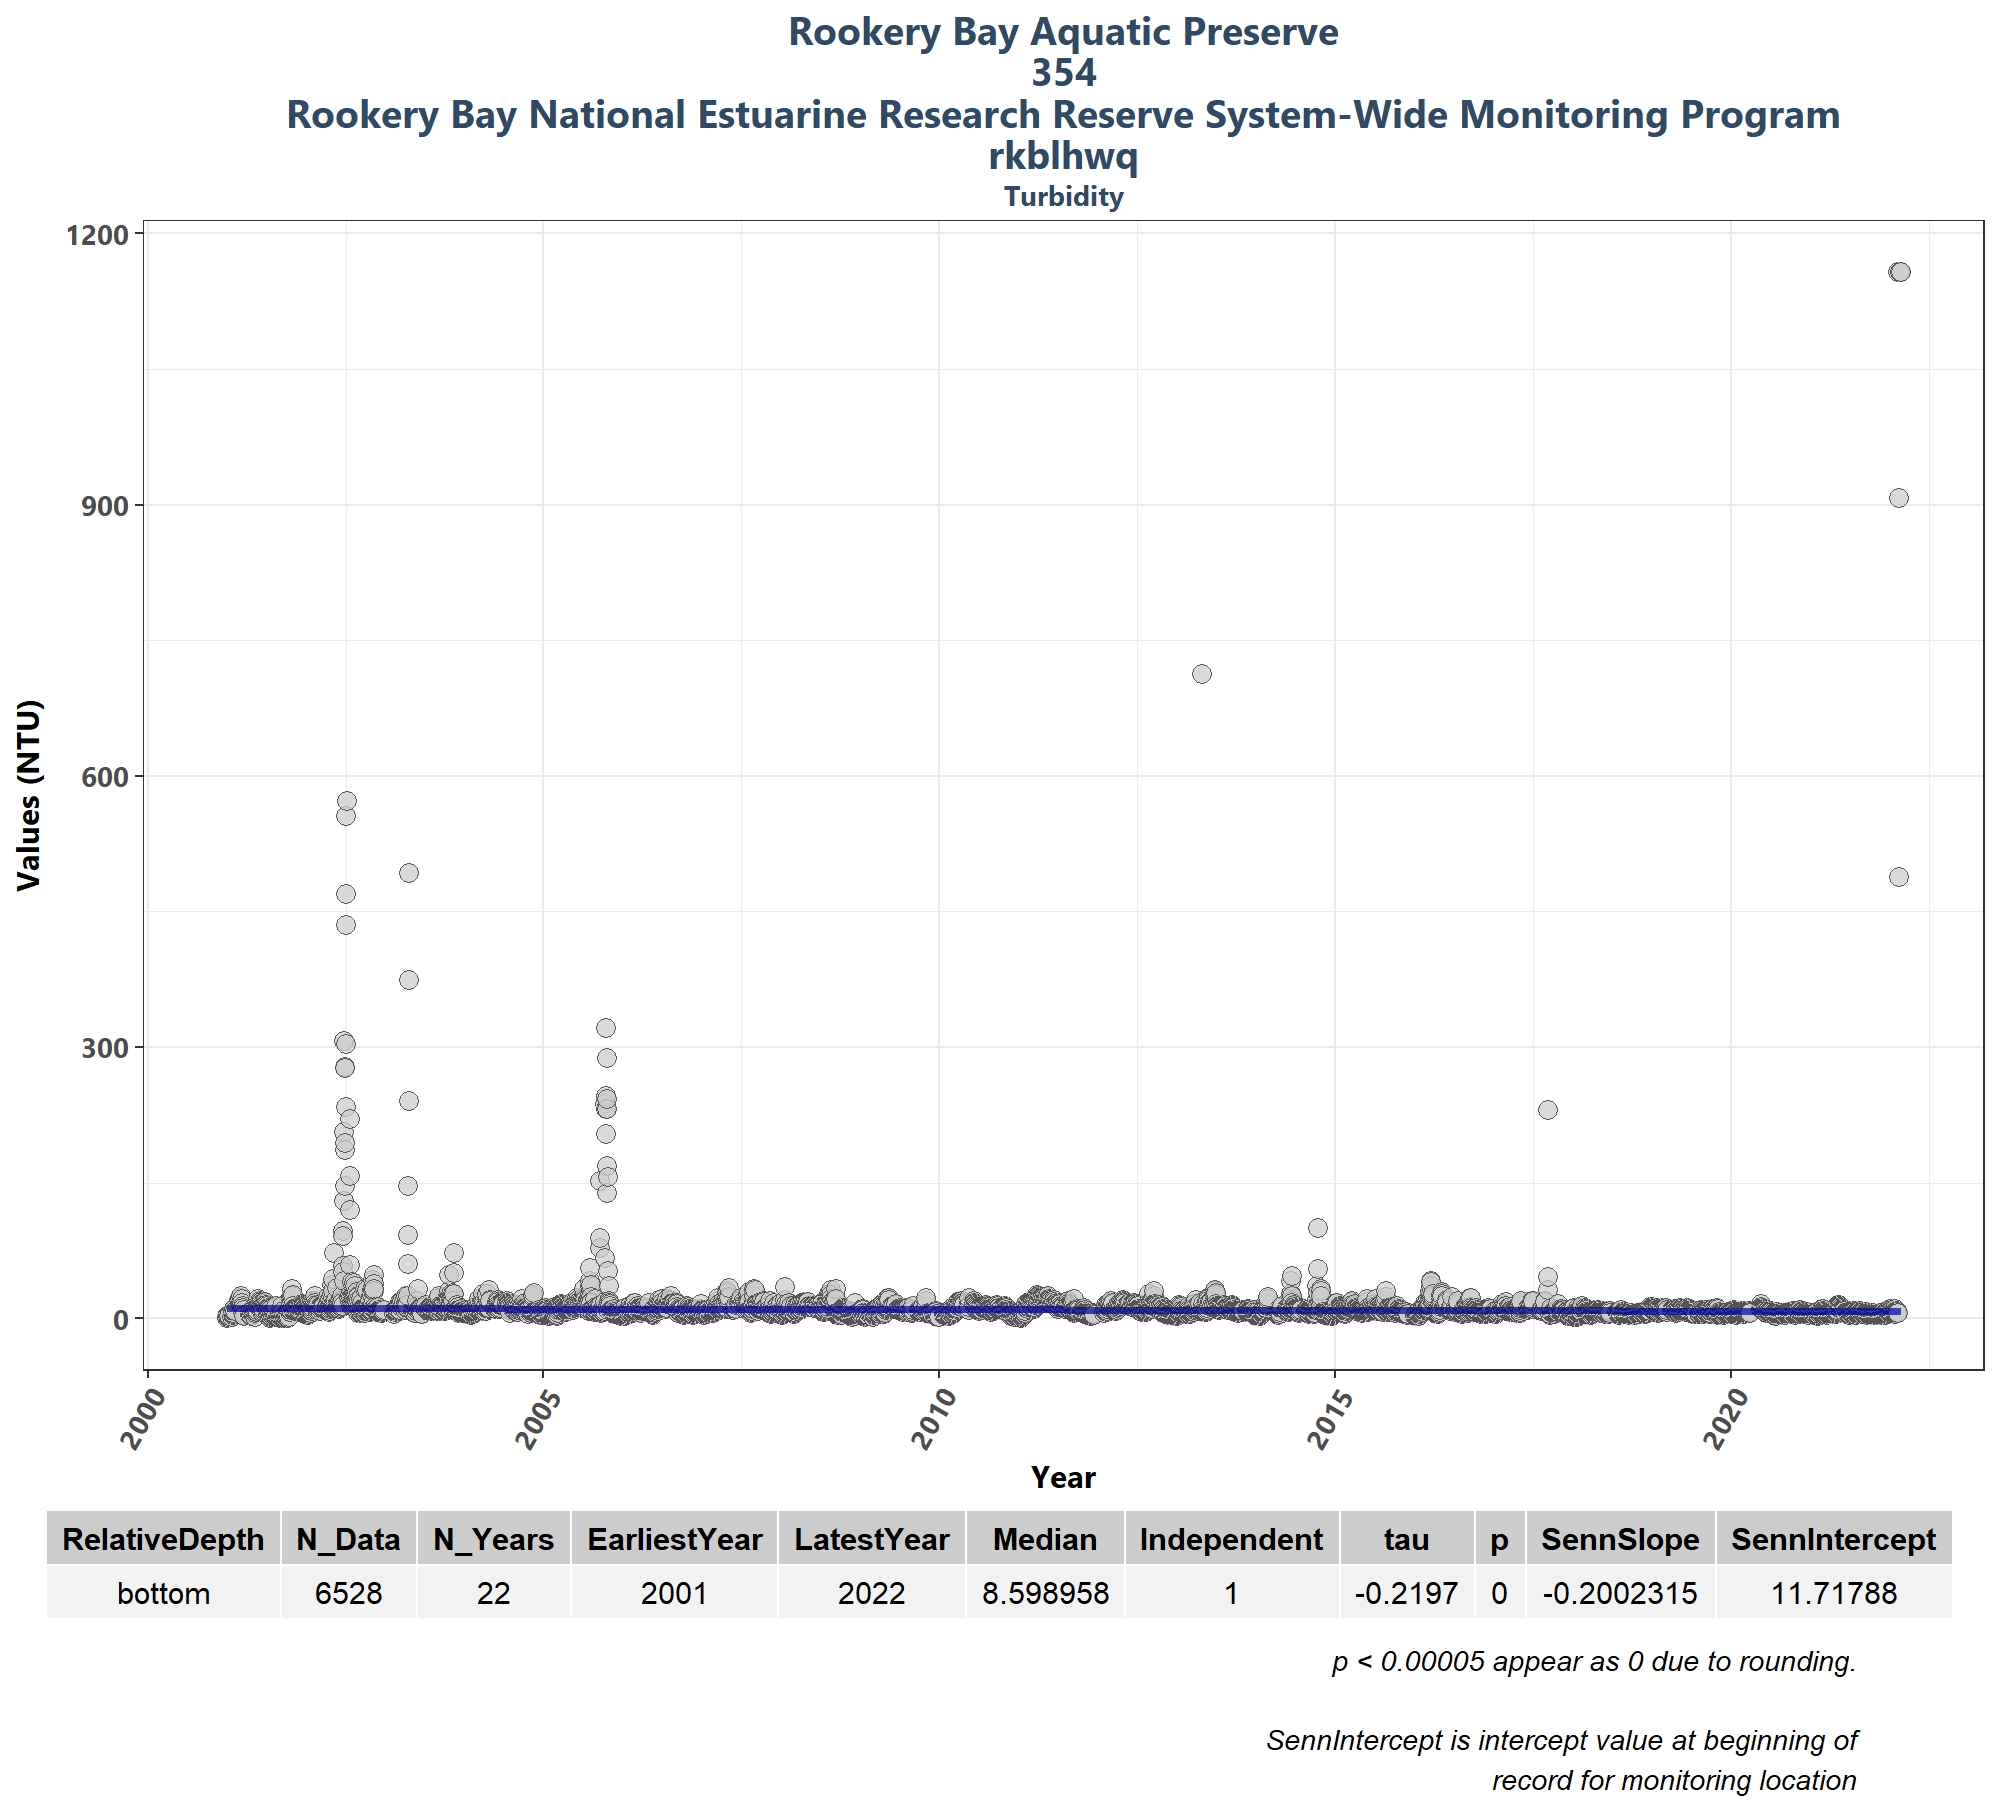 Rookery Bay Aquatic Preserve
354
Rookery Bay National Estuarine Research Reserve System-Wide Monitoring Program
rkblhwq
Turbidity
1200
900
600
300
0
Values (NTU)
2000 2005 2010 2015 2020
Year
RelativeDepth N_Data N_Years EarliestYear LatestYear Median Independent tau p SennSlope SennIntercept
bottom 6528 22 2001 2022 8.598958 1 -0.2197 0 -0.2002315 11.71788
p < 0.00005 appear as 0 due to rounding.
SennIntercept is intercept value at beginning of
record for monitoring location